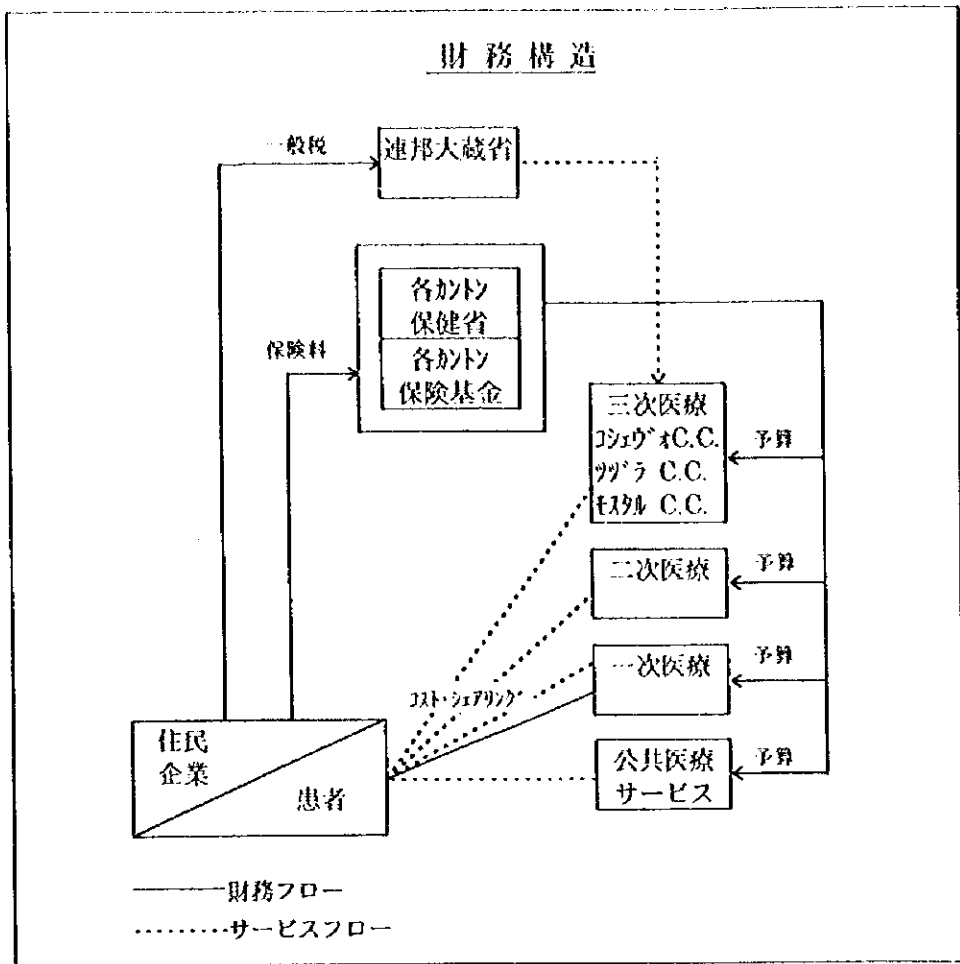 財務構造
一般税
連邦大蔵省
各カントン
保健省
各カントン
保険基金
保険料
三次医療
コシェヴォC.C.
ツヅラ C.C.
モスタル C.C.
予算
二次医療
予算
一次医療
予算
コスト・シェアリング
公共医療
サービス
予算
住民
企業
患者
財務フロー
サービスフロー